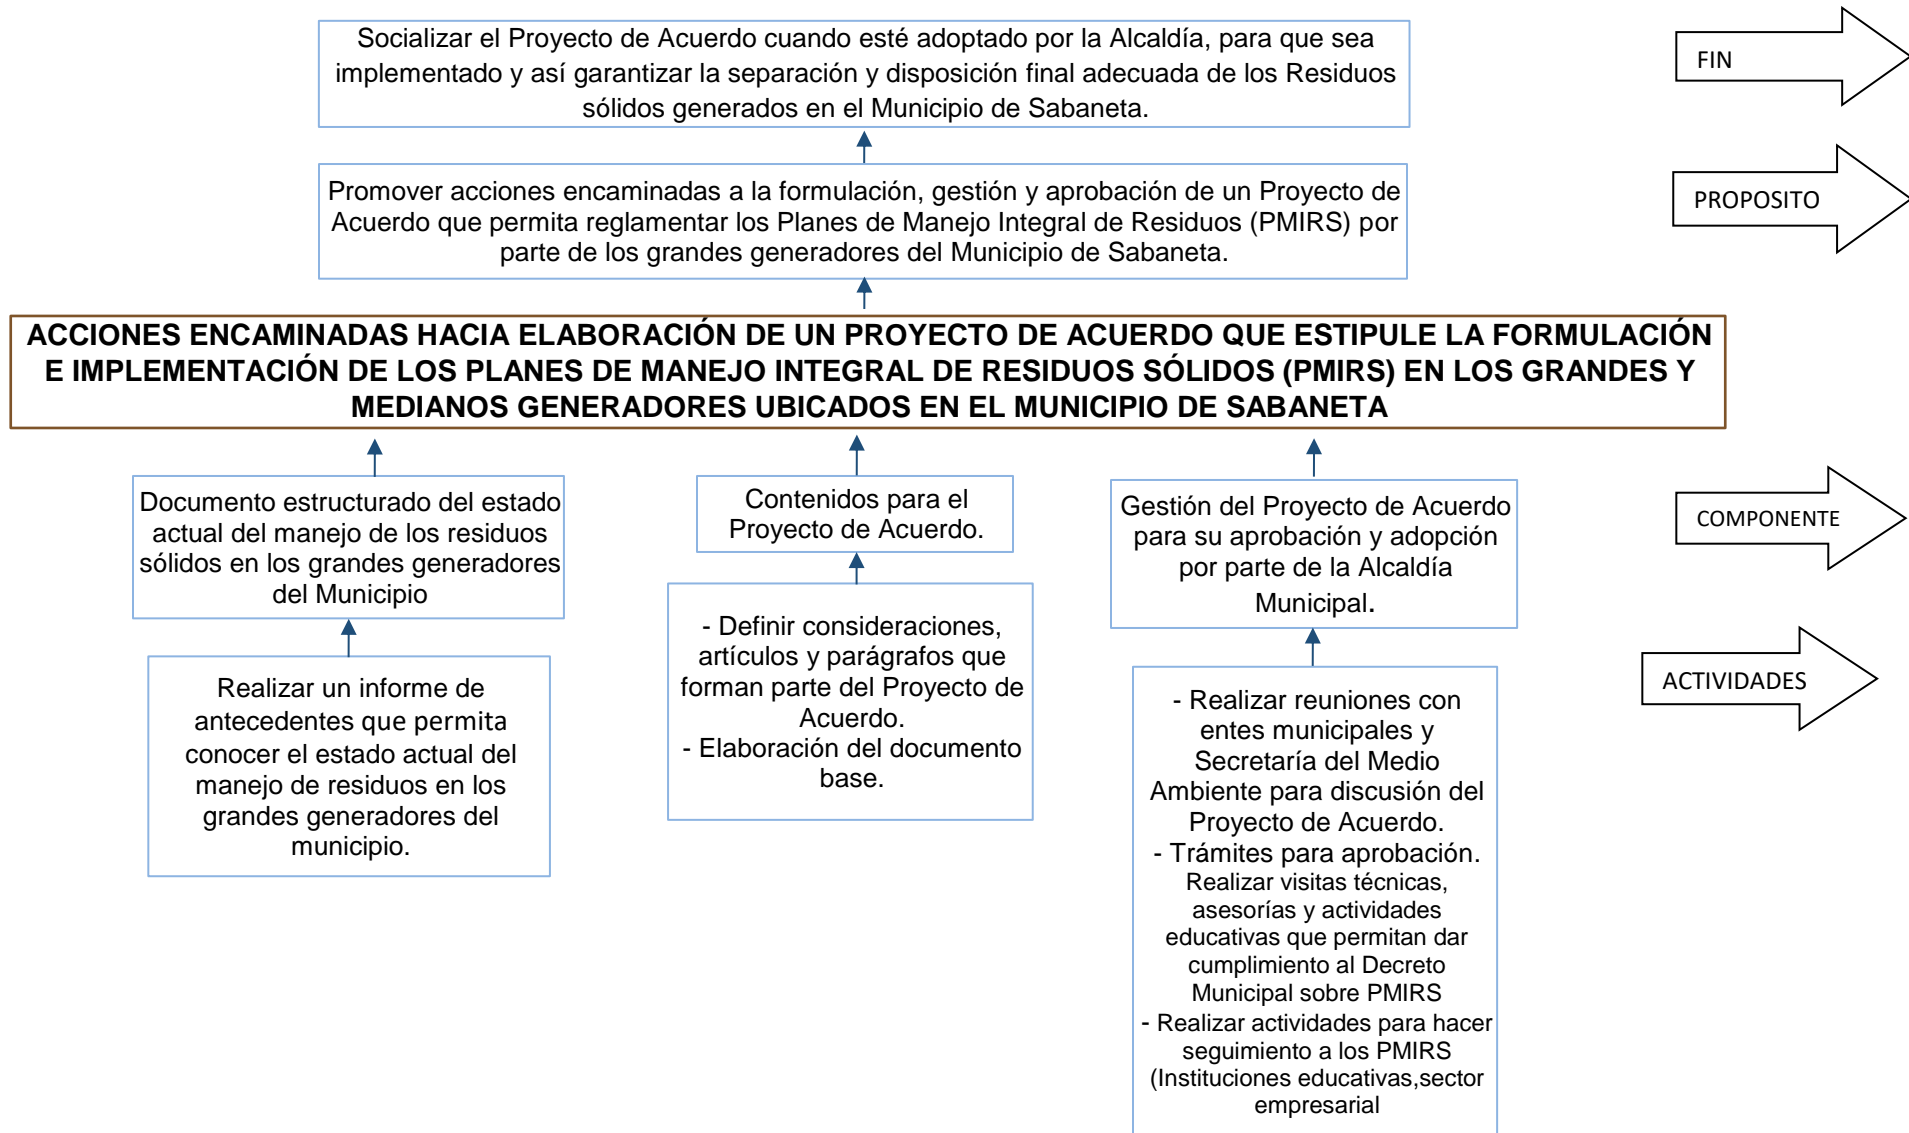 Socializar el Proyecto de Acuerdo cuando esté adoptado por la Alcaldía, para que sea
implementado y así garantizar la separación y disposición final adecuada de los Residuos
sólidos generados en el Municipio de Sabaneta.
FIN
Promover acciones encaminadas a la formulación, gestión y aprobación de un Proyecto de
Acuerdo que permita reglamentar los Planes de Manejo Integral de Residuos (PMIRS) por
parte de los grandes generadores del Municipio de Sabaneta.
PROPOSITO
ACCIONES ENCAMINADAS HACIA ELABORACIÓN DE UN PROYECTO DE ACUERDO QUE ESTIPULE LA FORMULACIÓN
E IMPLEMENTACIÓN DE LOS PLANES DE MANEJO INTEGRAL DE RESIDUOS SÓLIDOS (PMIRS) EN LOS GRANDES Y
MEDIANOS GENERADORES UBICADOS EN EL MUNICIPIO DE SABANETA
Documento estructurado del estado
actual del manejo de los residuos
sólidos en los grandes generadores
del Municipio
Contenidos para el
Proyecto de Acuerdo.
Gestión del Proyecto de Acuerdo
para su aprobación y adopción
por parte de la Alcaldía
Municipal.
COMPONENTE
Realizar un informe de
antecedentes que permita
conocer el estado actual del
manejo de residuos en los
grandes generadores del
municipio.
- Definir consideraciones,
artículos y parágrafos que
forman parte del Proyecto de
Acuerdo.
- Elaboración del documento
base.
- Realizar reuniones con
entes municipales y
Secretaría del Medio
Ambiente para discusión del
Proyecto de Acuerdo.
- Trámites para aprobación.
Realizar visitas técnicas,
asesorías y actividades
educativas que permitan dar
cumplimiento al Decreto
Municipal sobre PMIRS
- Realizar actividades para hacer
seguimiento a los PMIRS
(Instituciones educativas,sector
empresarial
ACTIVIDADES